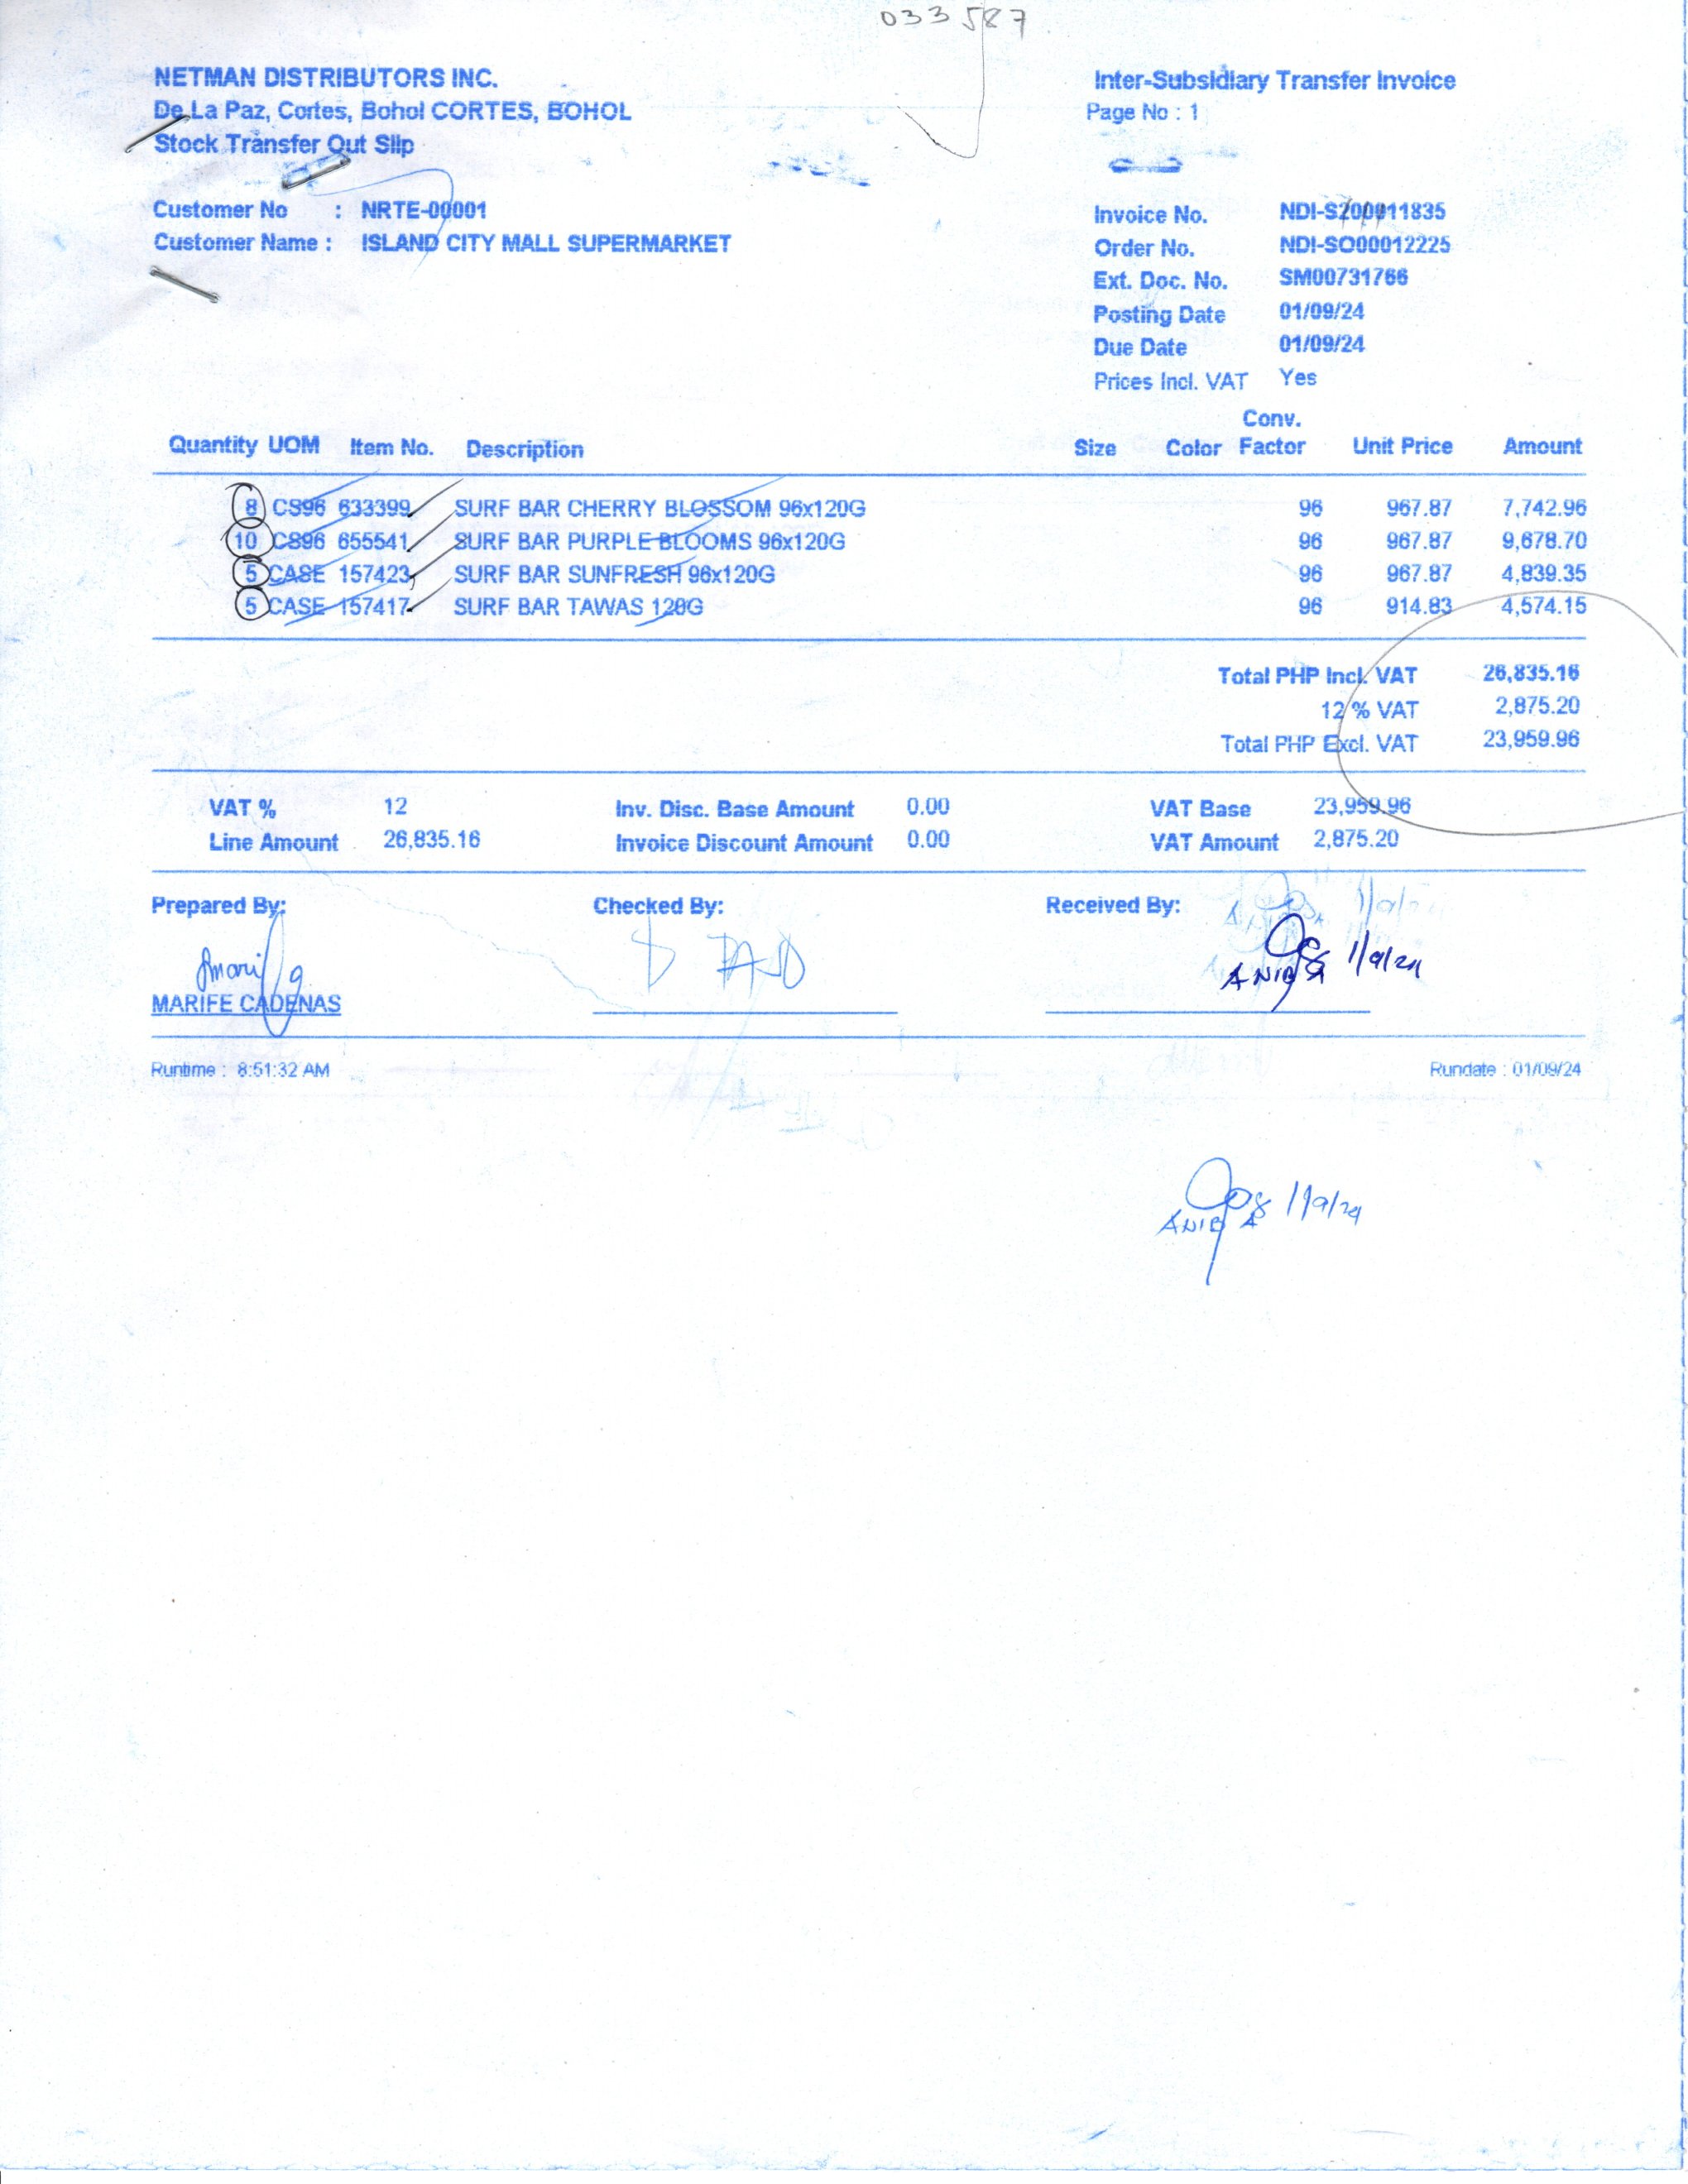 033587
NETMAN DISTRIBUTORS INC.
De La Paz, Cortes, Bohol CORTES, BOHOL
Stock Transfer Out Slip
Inter-Subsidiary Transfer Invoice
Page No : 1
Customer No : NRTE-00001
Customer Name : ISLAND CITY MALL SUPERMARKET
Invoice No. NDI-S200011835
Order No. NDI-SO00012225
Ext. Doc. No. SM00731766
Posting Date 01/09/24
Due Date 01/09/24
Prices Incl. VAT Yes
Quantity UOM Item No. Description Size Color Conv. Factor Unit Price Amount
8 CS96 633399 SURF BAR CHERRY BLOSSOM 96x120G 96 967.87 7,742.96
10 CS96 655541 SURF BAR PURPLE BLOOMS 96x120G 96 967.87 9,678.70
5 CASE 157423 SURF BAR SUNFRESH 96x120G 96 967.87 4,839.35
5 CASE 157417 SURF BAR TAWAS 120G 96 914.83 4,574.15
Total PHP Incl. VAT 26,835.16
12 % VAT 2,875.20
Total PHP Excl. VAT 23,959.96
VAT % 12 Inv. Disc. Base Amount 0.00 VAT Base 23,959.96
Line Amount 26,835.16 Invoice Discount Amount 0.00 VAT Amount 2,875.20
Prepared By: Checked By: Received By:
1/9/24
MARIFE CADENAS
Runtime : 8:51:32 AM Rundate : 01/09/24
1/9/24